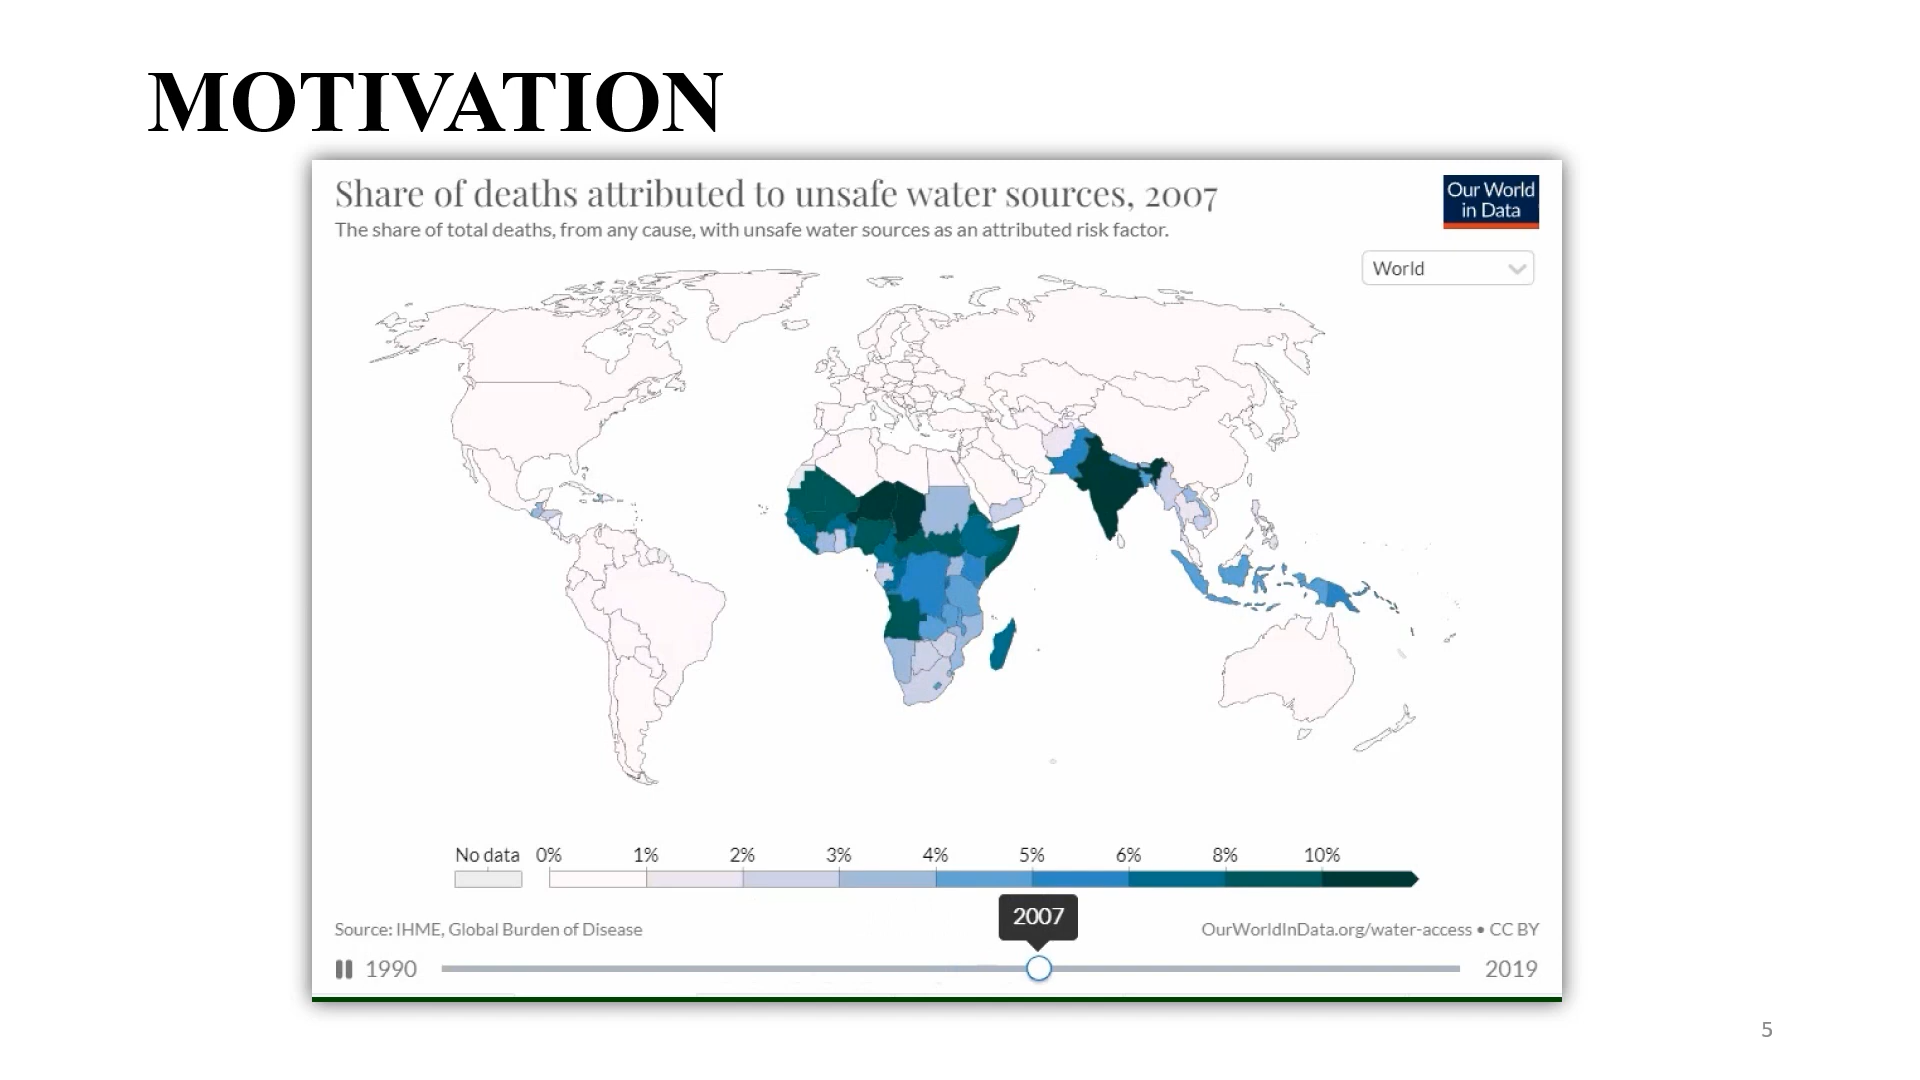 MOTIVATION
Share of deaths attributed to unsafe water sources, 2007
The share of total deaths, from any cause, with unsafe water sources as an attributed risk factor.
Our World
in Data
World
No data 0% 1% 2% 3% 4% 5% 6% 8% 10%
2007
Source: IHME, Global Burden of Disease
OurWorldInData.org/water-access • CC BY
1990
2019
5